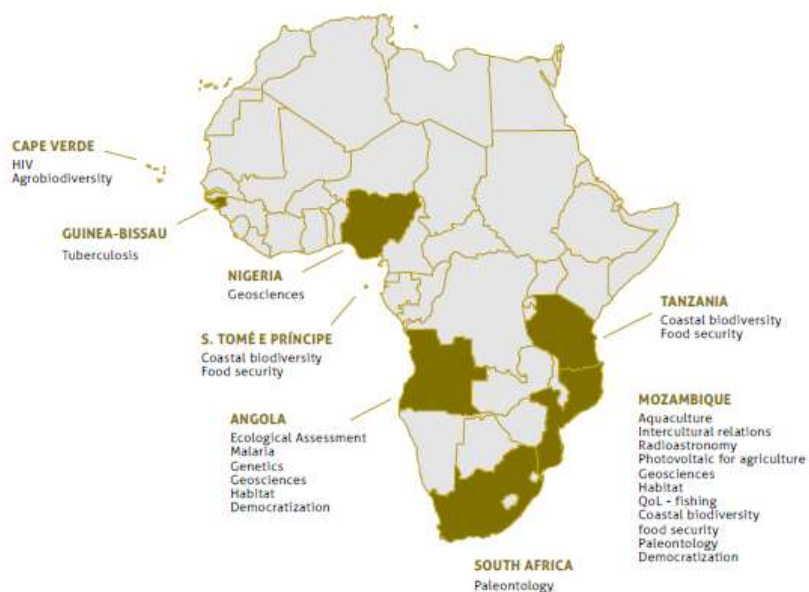 CAPE VERDE
HIV
Agrobiodiversity
GUINEA-BISSAU
Tuberculosis
NIGERIA
Geosciences
S. TOMÉ E PRÍNCIPE
Coastal biodiversity
Food security
ANGOLA
Ecological Assessment
Malaria
Genetics
Geosciences
Habitat
Democratization
SOUTH AFRICA
Paleontology
TANZANIA
Coastal biodiversity
Food security
MOZAMBIQUE
Aquaculture
Intercultural relations
Radioastronomy
Photovoltaic for agriculture
Geosciences
Habitat
QoL - fishing
Coastal biodiversity
food security
Paleontology
Democratization